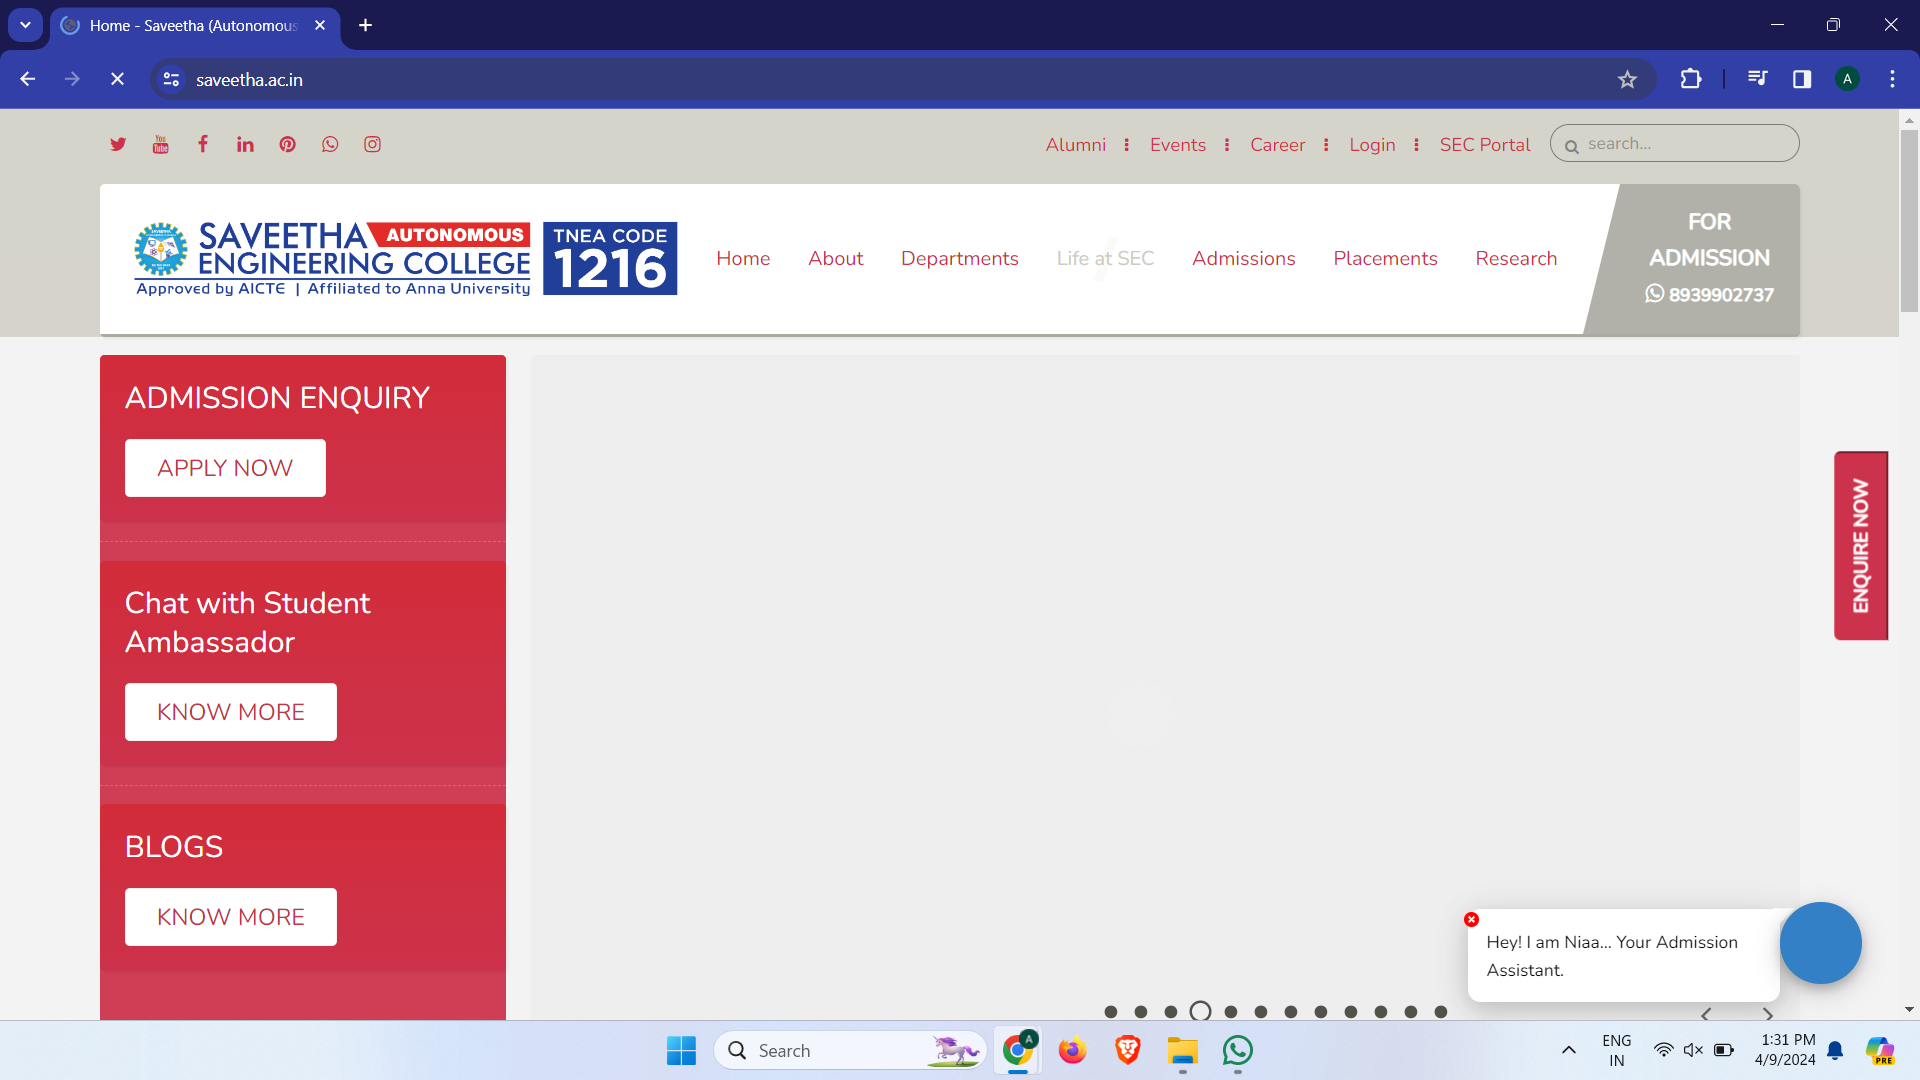 Home - Saveetha (Autonomous
saveetha.ac.in
A
You
Tube
Alumni
Events
Career
Login
SEC Portal
search...
SAVEETHA AUTONOMOUS
ENGINEERING COLLEGE
Approved by AICTE | Affiliated to Anna University
TNEA CODE
1216
Home
About
Departments
Life at SEC
Admissions
Placements
Research
FOR
ADMISSION
8939902737
ADMISSION ENQUIRY
APPLY NOW
Chat with Student
Ambassador
KNOW MORE
BLOGS
KNOW MORE
ENQUIRE NOW
Hey! I am Niaa... Your Admission
Assistant.
Search
A
ENG
IN
1:31 PM
4/9/2024
PRE